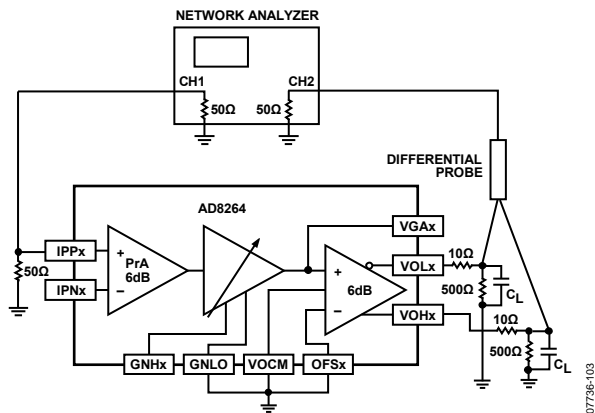 NETWORK ANALYZER
CH1
CH2
50Ω
50Ω
DIFFERENTIAL
PROBE
AD8264
VGAx
IPPx
PrA
6dB
+
−
+
−
6dB
VOLx
10Ω
50Ω
IPNx
500Ω
CL
VOHx
10Ω
500Ω
CL
GNHx
GNLO
VOCM
OFSx
07736-103